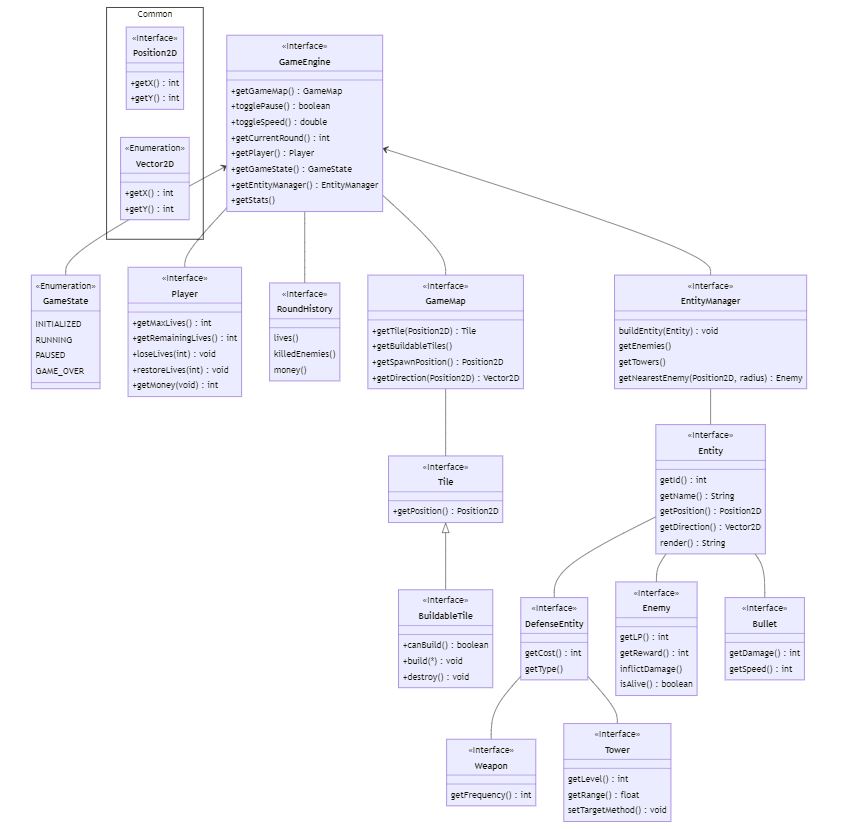 Common
«Interface»
Position2D
+getX() : int
+getY() : int
«Enumeration»
Vector2D
+getX() : int
+getY() : int
«Interface»
GameEngine
+getGameMap() : GameMap
+togglePause() : boolean
+toggleSpeed() : double
+getCurrentRound() : int
+getPlayer() : Player
+getGameState() : GameState
+getEntityManager() : EntityManager
+getStats()
«Enumeration»
GameState
INITIALIZED
RUNNING
PAUSED
GAME_OVER
«Interface»
Player
+getMaxLives() : int
+getRemainingLives() : int
+loseLives(int) : void
+restoreLives(int) : void
+getMoney(void) : int
«Interface»
RoundHistory
lives()
killedEnemies()
money()
«Interface»
GameMap
+getTile(Position2D) : Tile
+getBuildableTiles()
+getSpawnPosition() : Position2D
+getDirection(Position2D) : Vector2D
«Interface»
EntityManager
buildEntity(Entity) : void
getEnemies()
getTowers()
getNearestEnemy(Position2D, radius) : Enemy
«Interface»
Tile
+getPosition() : Position2D
«Interface»
Entity
getId() : int
getName() : String
getPosition() : Position2D
getDirection() : Vector2D
render() : String
«Interface»
BuildableTile
+canBuild() : boolean
+build(*) : void
+destroy() : void
«Interface»
DefenseEntity
getCost() : int
getType()
«Interface»
Enemy
getLP() : int
getReward() : int
inflictDamage()
isAlive() : boolean
«Interface»
Bullet
getDamage() : int
getSpeed() : int
«Interface»
Weapon
getFrequency() : int
«Interface»
Tower
getLevel() : int
getRange() : float
setTargetMethod() : void